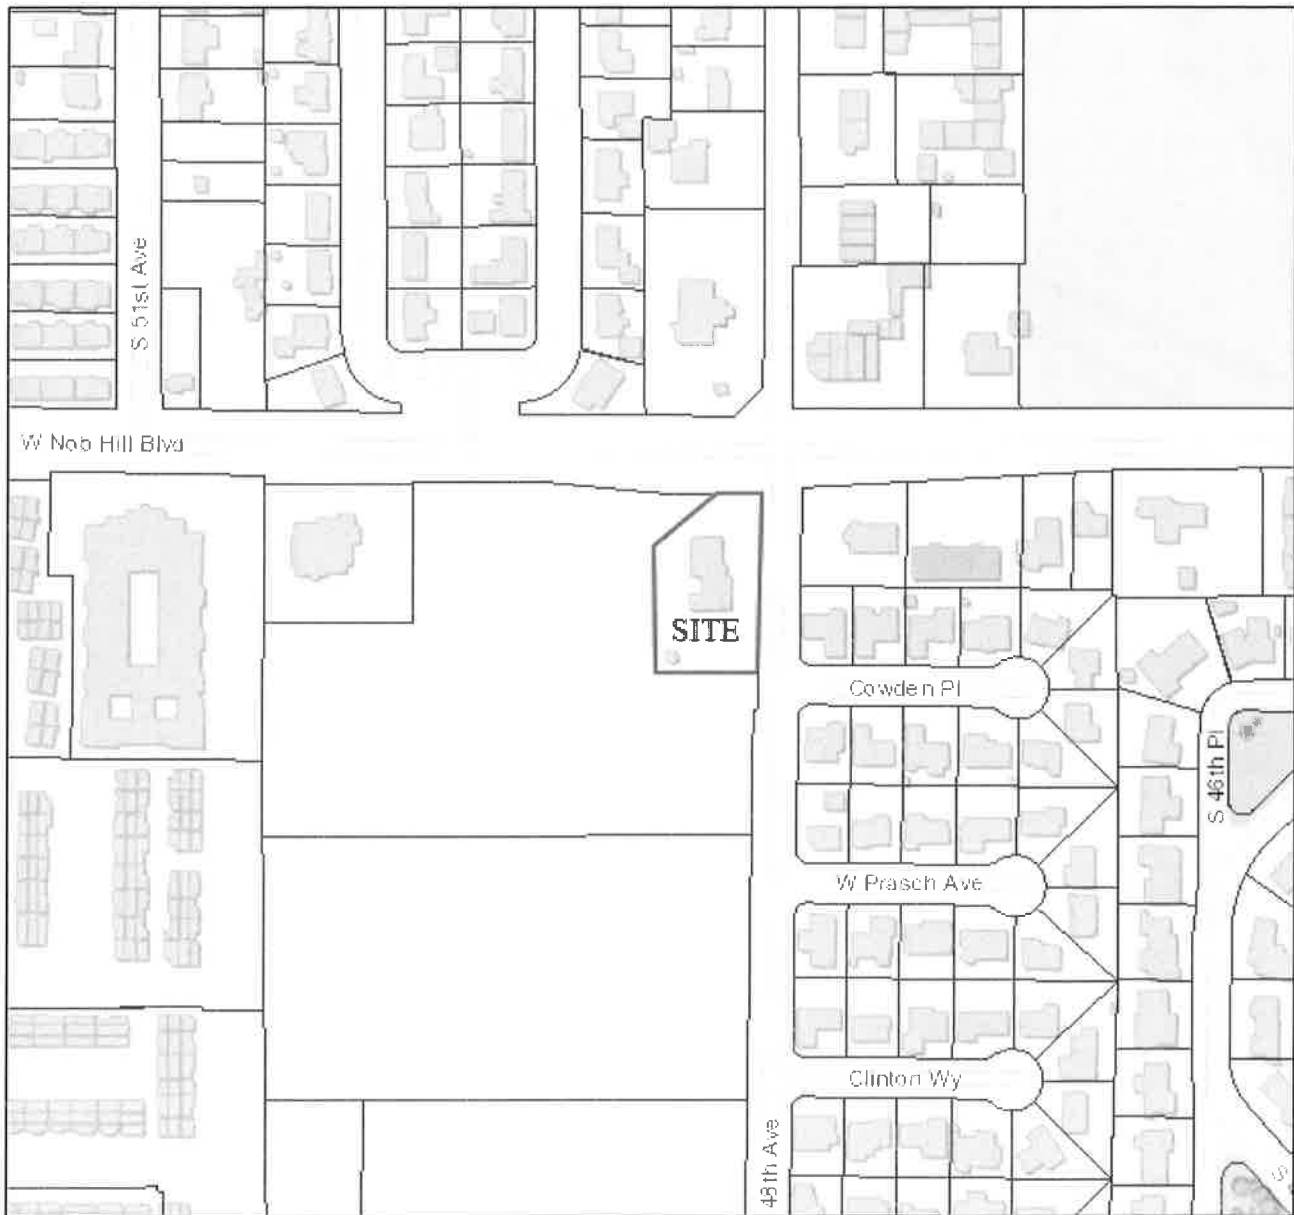 S 51st Ave
W Nob Hill Blvd
SITE
Cowden Pl
S 46th Pl
W Prasch Ave
Clinton Wy
48th Ave
S